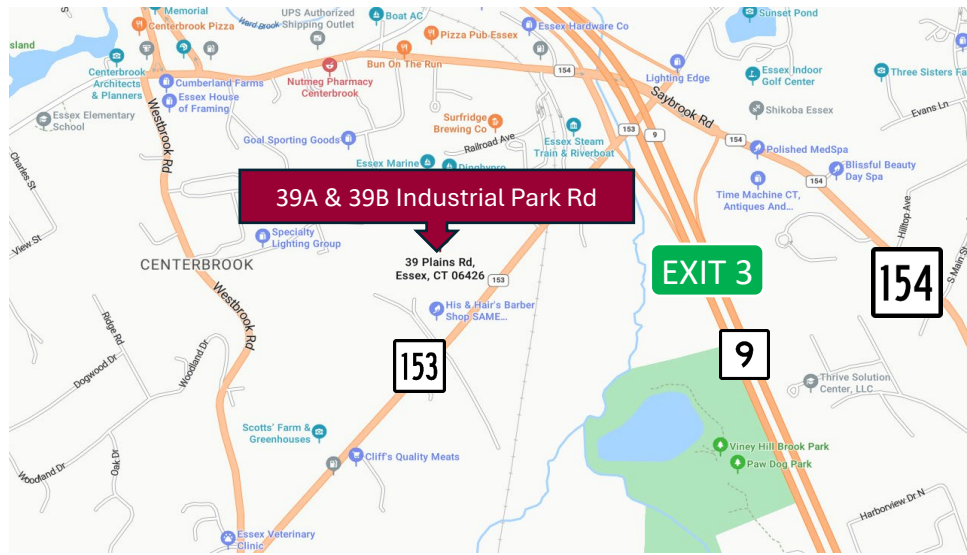 Memorial
Centerbrook Pizza
Ward Brook
UPS Authorized
Shipping Outlet
Boat AC
Pizza Pub-Essex
Essex Hardware Co
Sunset Pond
sland
Centerbrook
Architects
& Planners
Cumberland Farms
Essex House
of Framing
Nutmeg Pharmacy
Centerbrook
Bun On The Run
154
Lighting Edge
Essex Indoor
Golf Center
Three Sisters Fa
Essex Elementary
School
Westbrook Rd
Goal Sporting Goods
Surfridge
Brewing Co
Railroad Ave
Essex Steam
Train & Riverboat
153
9
Saybrook Rd
154
Shikoba Essex
Evans Ln
Polished MedSpa
Essex Marine
Dinghypro
154
Blissful Beauty
Day Spa
Time Machine CT,
Antiques And...
Charles St
39A & 39B Industrial Park Rd
Hilltop Ave
View St
Specialty
Lighting Group
CENTERBROOK
39 Plains Rd,
Essex, CT 06426
153
EXIT 3
154
S Main St
Westbrook Rd
His & Hair's Barber
Shop SAME...
Ridge Rd
Dogwood Dr
Woodland Dr
153
9
Thrive Solution
Center, LLC
Scotts' Farm &
Greenhouses
Cliff's Quality Meats
Viney Hill Brook Park
Paw Dog Park
Woodland Dr
Oak Dr
Harborview Dr N
Essex Veterinary
Clinic